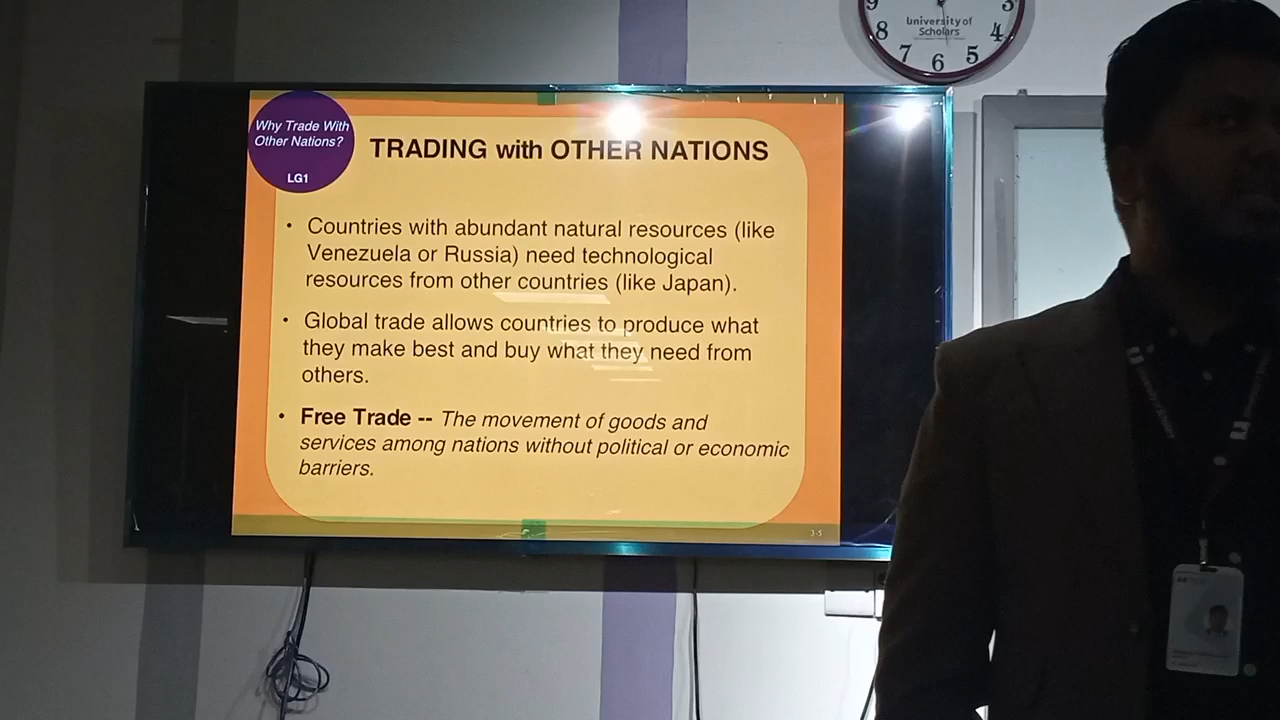 9
3
8
University of
Scholars
4
7
6
5
Why Trade With
Other Nations?
LG1
TRADING with OTHER NATIONS
• Countries with abundant natural resources (like
Venezuela or Russia) need technological
resources from other countries (like Japan).
• Global trade allows countries to produce what
they make best and buy what they need from
others.
• Free Trade -- The movement of goods and
services among nations without political or economic
barriers.
3-5